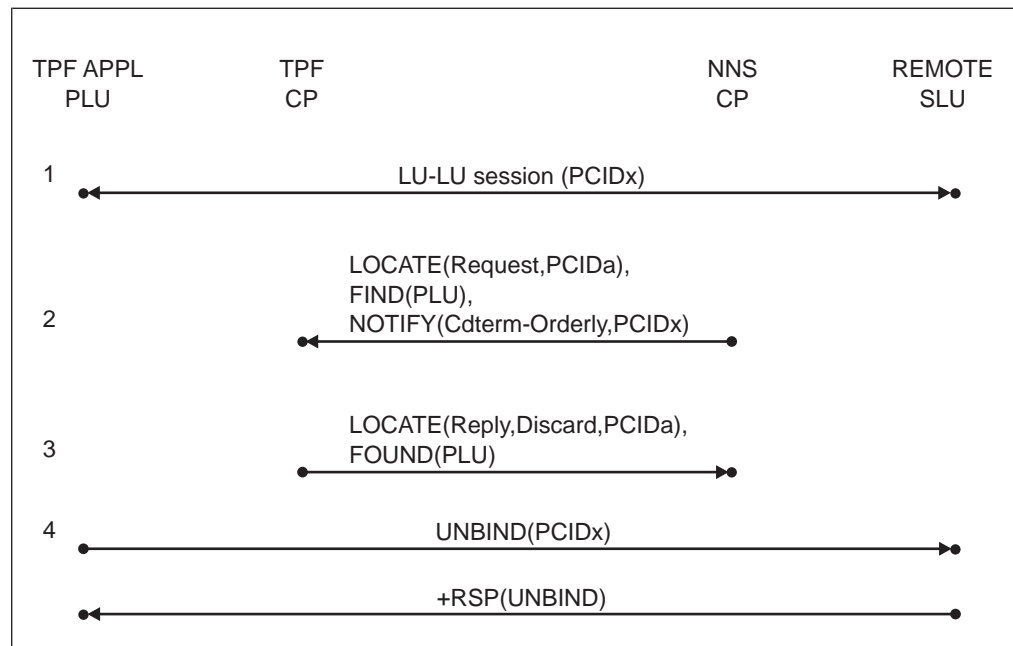 TPF APPL
PLU
TPF
CP
NNS
CP
REMOTE
SLU
1
LU-LU session (PCIDx)
2
LOCATE(Request,PCIDa),
FIND(PLU),
NOTIFY(Cdterm-Orderly,PCIDx)
3
LOCATE(Reply,Discard,PCIDa),
FOUND(PLU)
4
UNBIND(PCIDx)
+RSP(UNBIND)